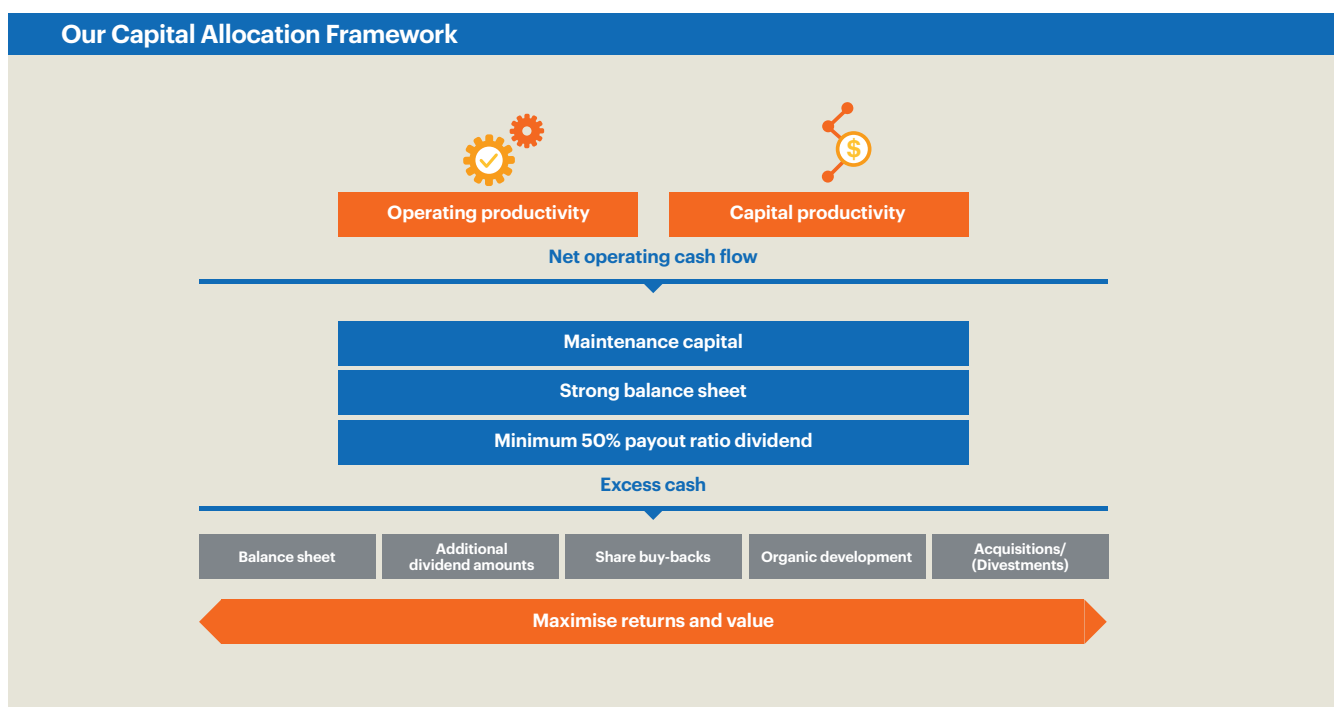 Our Capital Allocation Framework
$
Operating productivity
Capital productivity
Net operating cash flow
Maintenance capital
Strong balance sheet
Minimum 50% payout ratio dividend
Excess cash
Balance sheet
Additional
dividend amounts
Share buy-backs
Organic development
Acquisitions/
(Divestments)
Maximise returns and value